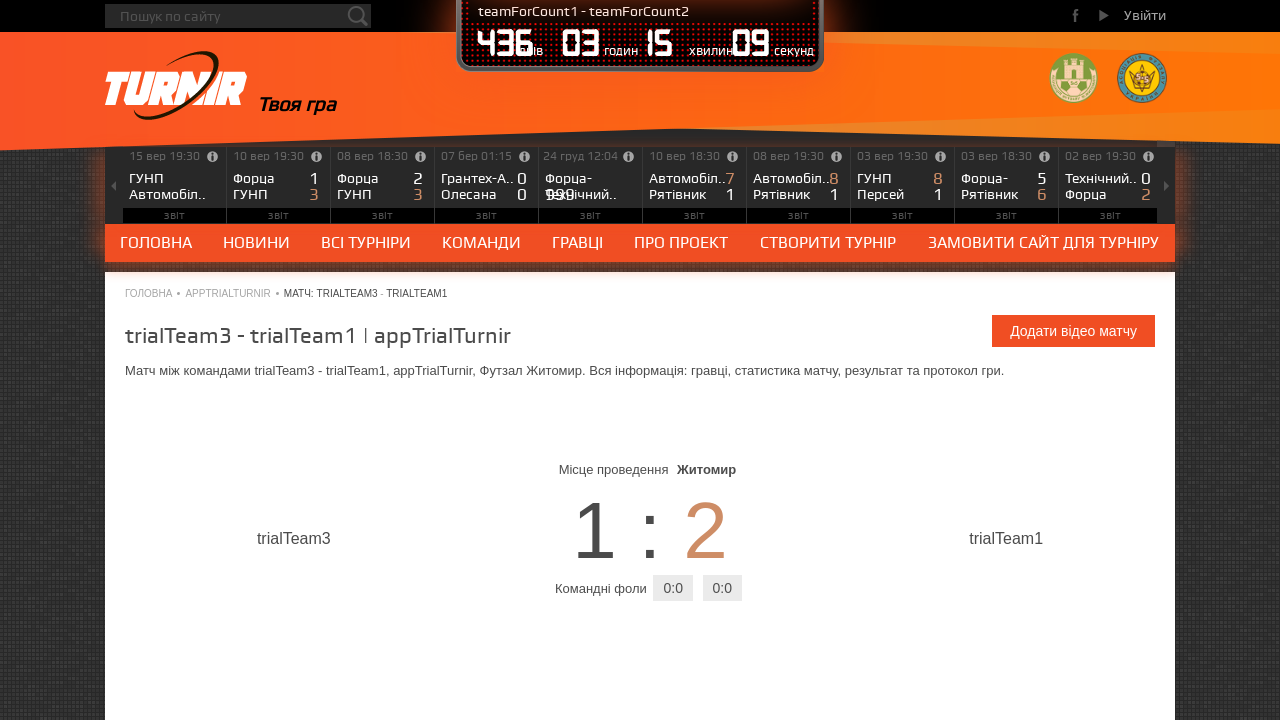 Пошук по сайту
teamForCount1 - teamForCount2
436 днів 03 годин 15 хвилин 09 секунд
Увійти
TURNIR
Твоя гра
15 вер 19:30
ГУНП
Автомобіл..
звіт
10 вер 19:30
Форца 1
ГУНП 3
звіт
08 вер 18:30
Форца 2
ГУНП 3
звіт
07 бер 01:15
Грантех-А.. 0
Олесана 0
звіт
24 груд 12:04
Форца-
Технічний..
999
звіт
10 вер 18:30
Автомобіл.. 7
Рятівник 1
звіт
08 вер 19:30
Автомобіл.. 8
Рятівник 1
звіт
03 вер 19:30
ГУНП 8
Персей 1
звіт
03 вер 18:30
Форца- 5
Рятівник 6
звіт
02 вер 19:30
Технічний.. 0
Форца 2
звіт
ГОЛОВНА НОВИНИ ВСІ ТУРНІРИ КОМАНДИ ГРАВЦІ ПРО ПРОЕКТ СТВОРИТИ ТУРНІР ЗАМОВИТИ САЙТ ДЛЯ ТУРНІРУ
ГОЛОВНА • APPTRIALTURNIR • МАТЧ: TRIALTEAM3 - TRIALTEAM1
trialTeam3 - trialTeam1 | appTrialTurnir
Додати відео матчу
Матч між командами trialTeam3 - trialTeam1, appTrialTurnir, Футзал Житомир. Вся інформація: гравці, статистика матчу, результат та протокол гри.
Місце проведення Житомир
trialTeam3
1 : 2
trialTeam1
Командні фоли 0:0 0:0